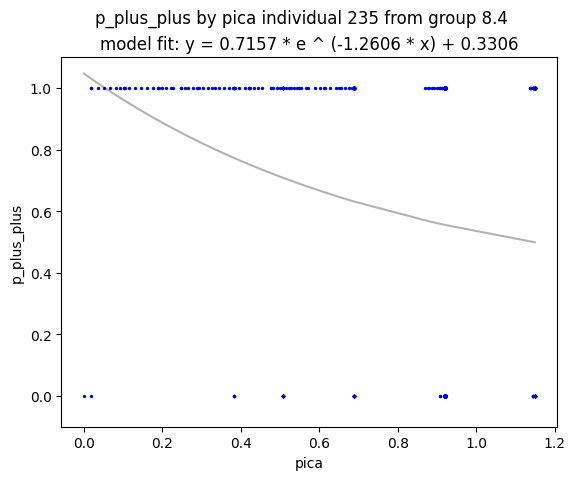 p_plus_plus by pica individual 235 from group 8.4
model fit: y = 0.7157 * e ^ (-1.2606 * x) + 0.3306
1.0
0.8
0.6
0.4
0.2
0.0
p_plus_plus
0.0 0.2 0.4 0.6 0.8 1.0 1.2
pica